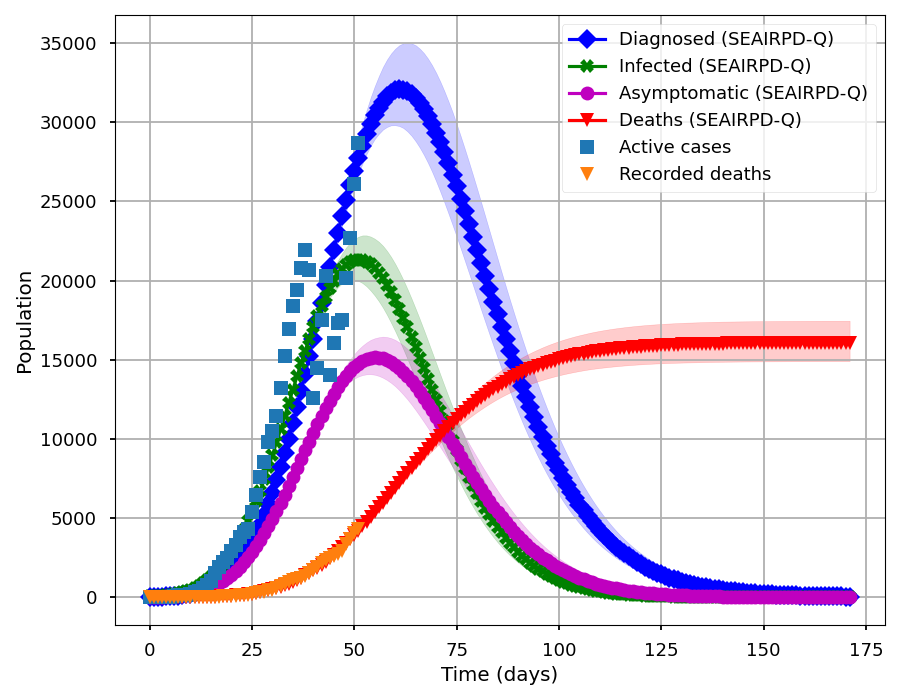 35000
30000
25000
20000
15000
10000
5000
0
Population
0 25 50 75 100 125 150 175
Time (days)
Diagnosed (SEAIRPD-Q)
Infected (SEAIRPD-Q)
Asymptomatic (SEAIRPD-Q)
Deaths (SEAIRPD-Q)
Active cases
Recorded deaths